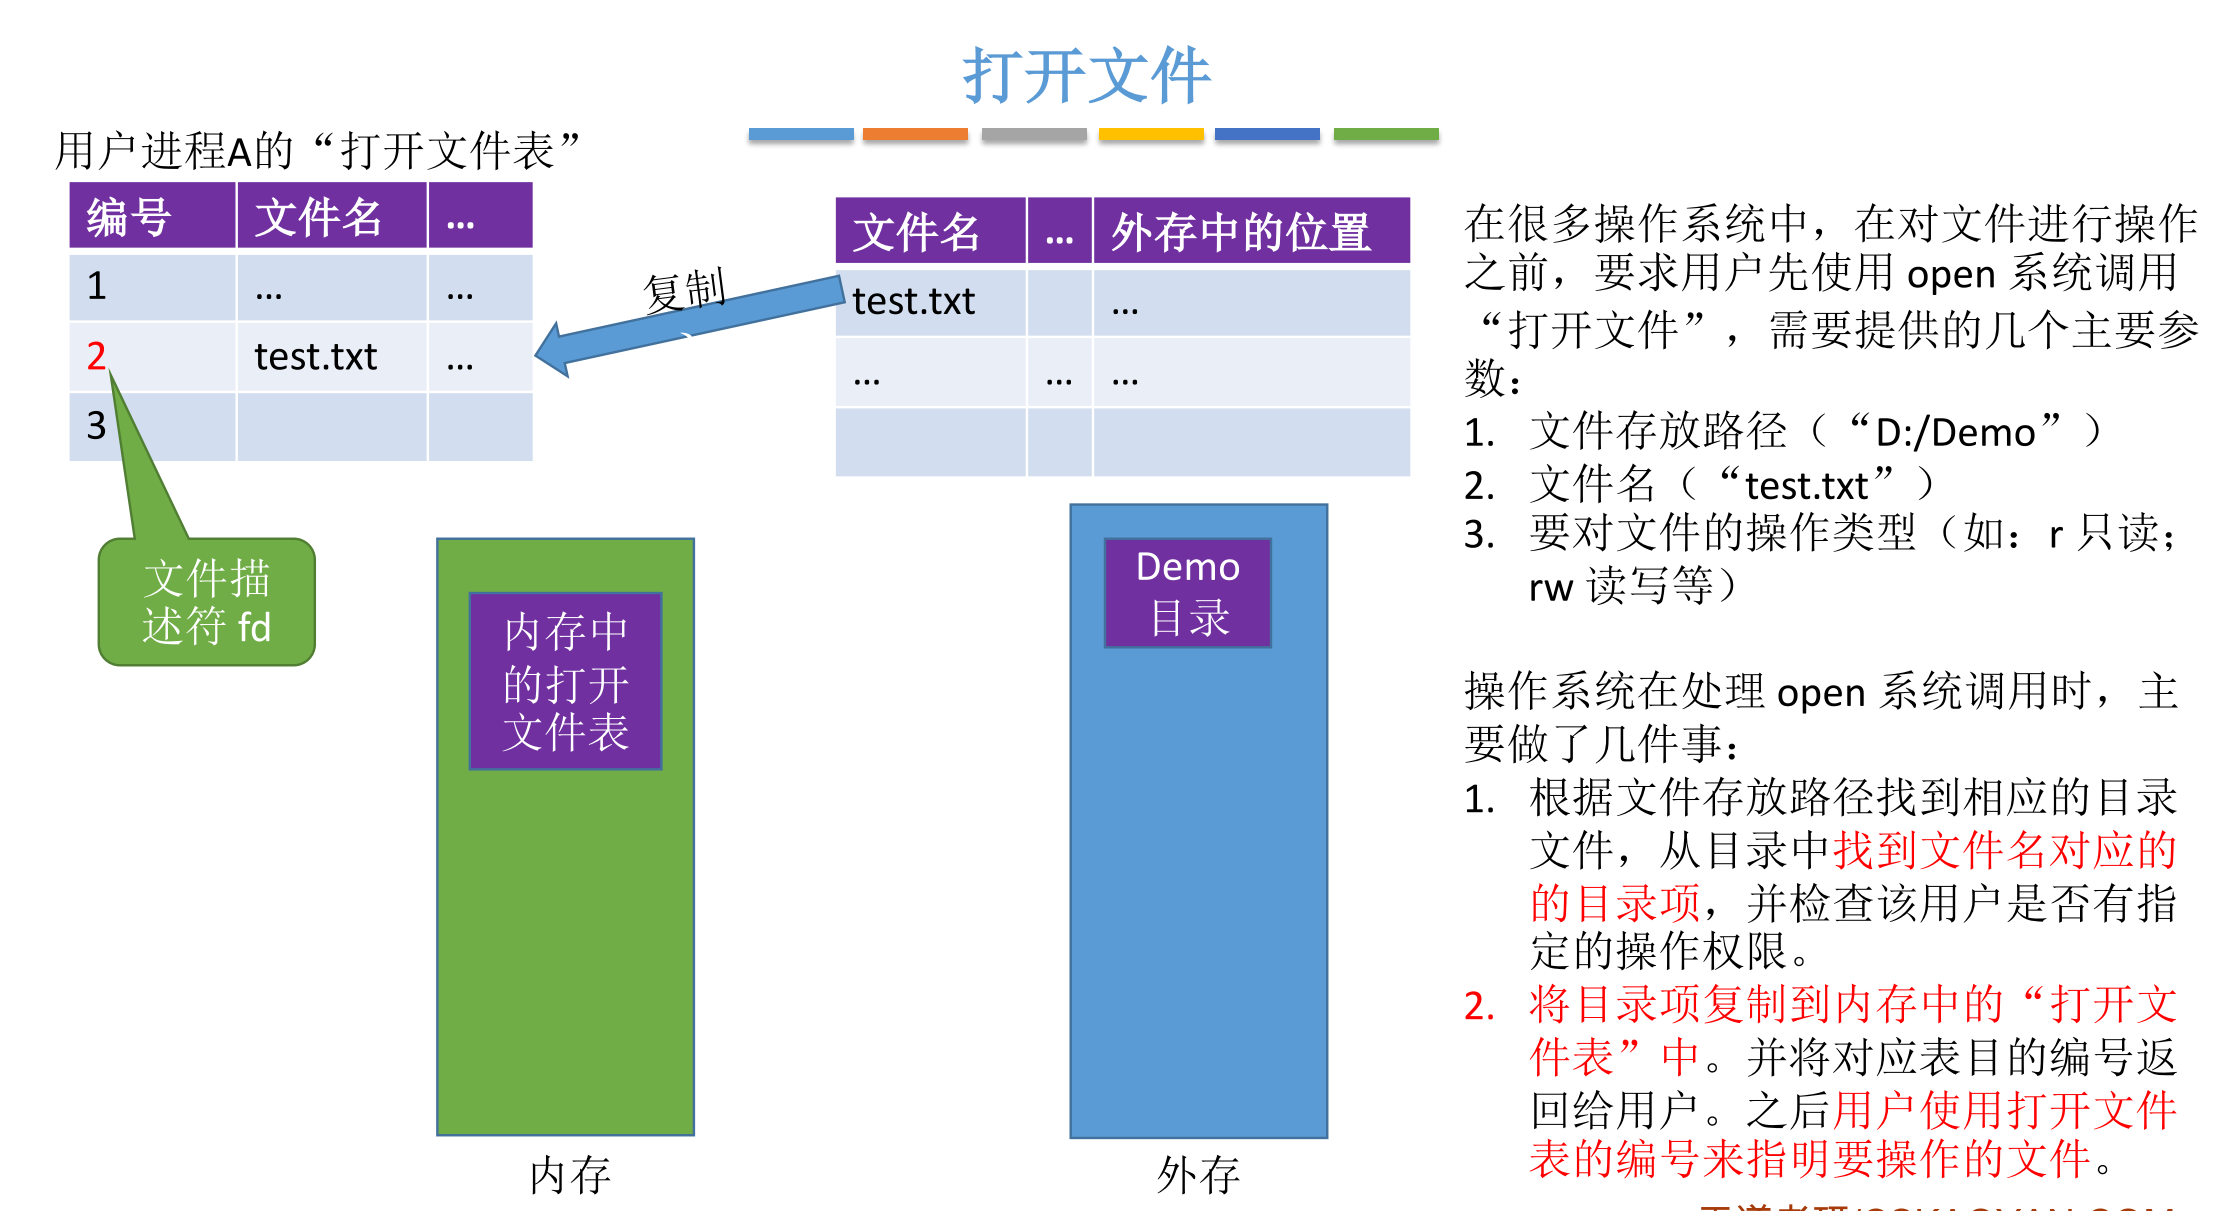 打开文件
用户进程A的“打开文件表”
编号 文件名 ...
1 ... ...
2 test.txt ...
3
复制
文件名 ... 外存中的位置
test.txt ...
... ... ...
文件描
述符 fd
内存中
的打开
文件表
内存
Demo
目录
外存
在很多操作系统中，在对文件进行操作
之前，要求用户先使用 open 系统调用
“打开文件”，需要提供的几个主要参
数：
1. 文件存放路径（“D:/Demo”）
2. 文件名（“test.txt”）
3. 要对文件的操作类型（如：r 只读；
rw 读写等）
操作系统在处理 open 系统调用时，主
要做了几件事：
1. 根据文件存放路径找到相应的目录
文件，从目录中找到文件名对应的
的目录项，并检查该用户是否有指
定的操作权限。
2. 将目录项复制到内存中的“打开文
件表”中。并将对应表目的编号返
回给用户。之后用户使用打开文件
表的编号来指明要操作的文件。